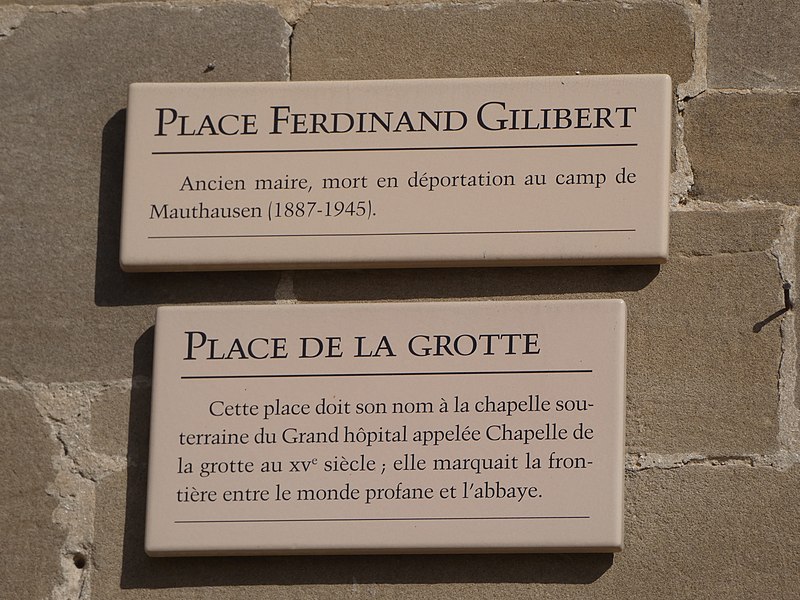 PLACE FERDINAND GILIBERT
Ancien maire, mort en déportation au camp de
Mauthausen (1887-1945).
PLACE DE LA GROTTE
Cette place doit son nom à la chapelle sou-
terraine du Grand hôpital appelée Chapelle de
la grotte au XVe siècle ; elle marquait la fron-
tière entre le monde profane et l'abbaye.